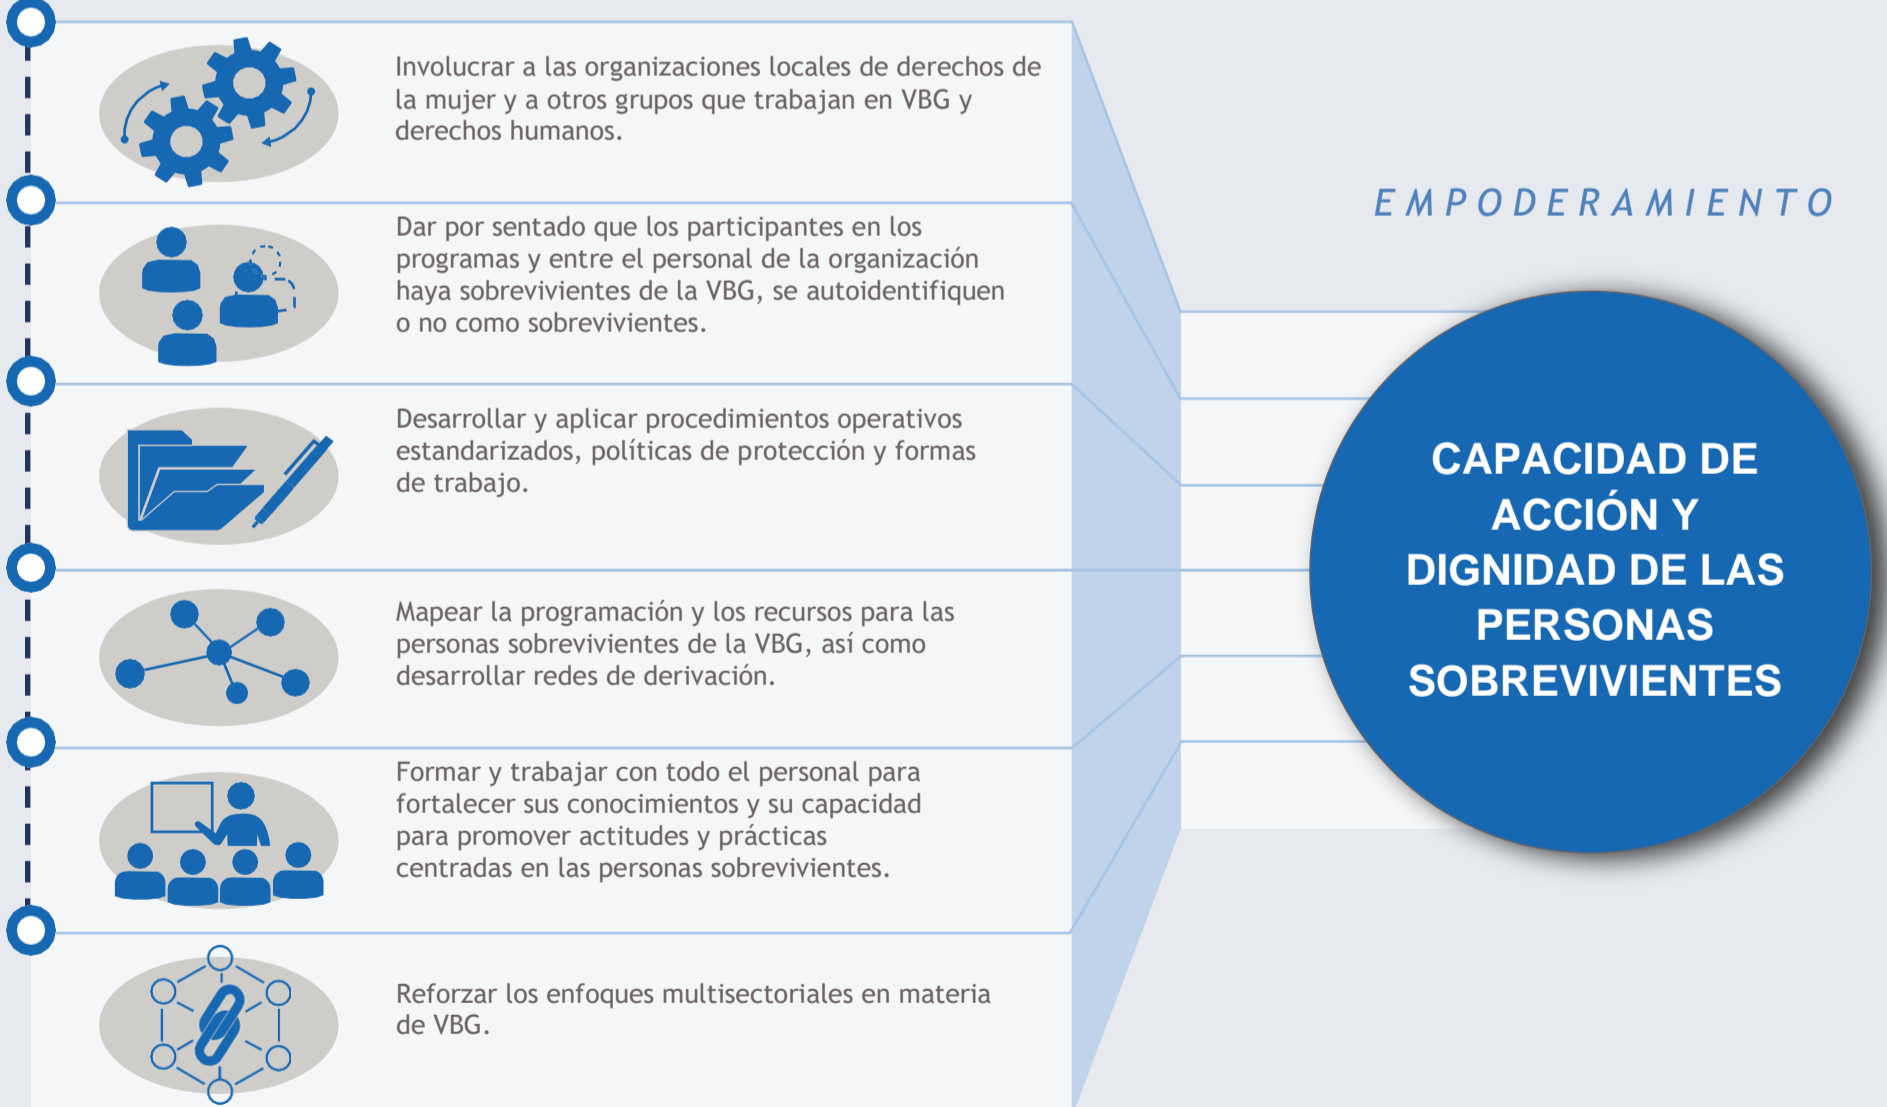 Involucrar a las organizaciones locales de derechos de
la mujer y a otros grupos que trabajan en VBG y
derechos humanos.
Dar por sentado que los participantes en los
programas y entre el personal de la organización
haya sobrevivientes de la VBG, se autoidentifiquen
o no como sobrevivientes.
Desarrollar y aplicar procedimientos operativos
estandarizados, políticas de protección y formas
de trabajo.
Mapear la programación y los recursos para las
personas sobrevivientes de la VBG, así como
desarrollar redes de derivación.
Formar y trabajar con todo el personal para
fortalecer sus conocimientos y su capacidad
para promover actitudes y prácticas
centradas en las personas sobrevivientes.
Reforzar los enfoques multisectoriales en materia
de VBG.
EMPODERAMIENTO
CAPACIDAD DE
ACCIÓN Y
DIGNIDAD DE LAS
PERSONAS
SOBREVIVIENTES